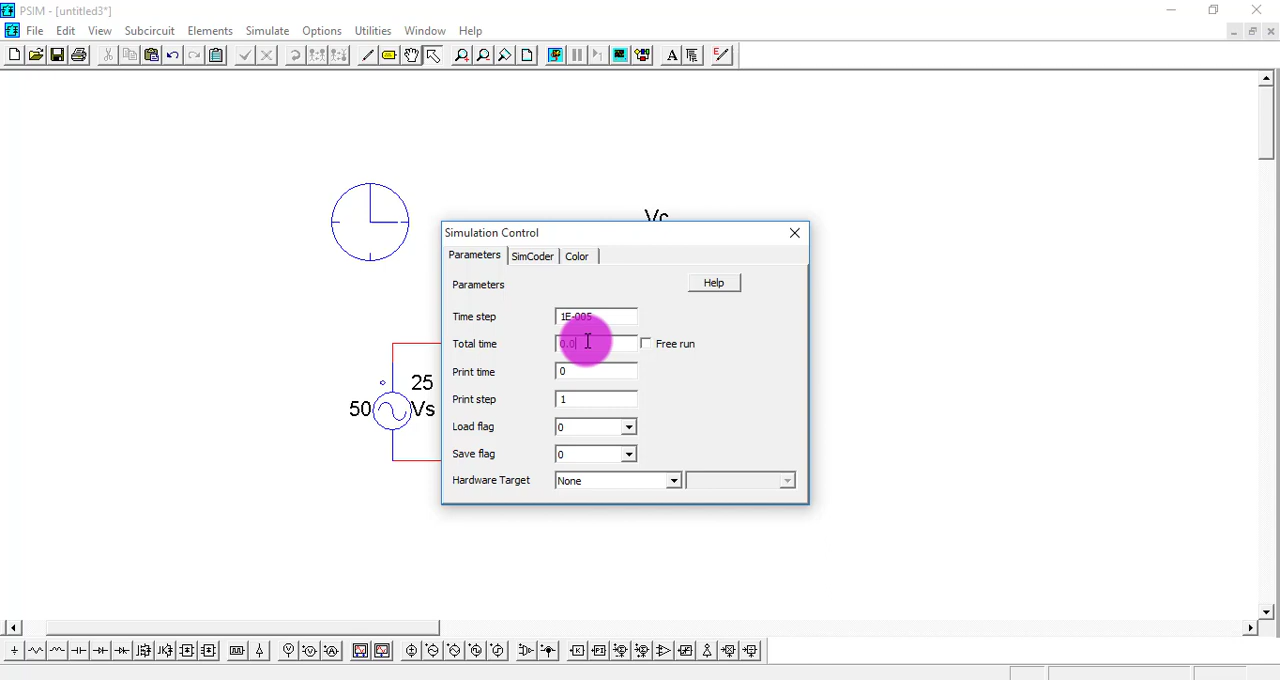 PSIM - [untitled3*]
File Edit View Subcircuit Elements Simulate Options Utilities Window Help
Vc
Simulation Control
Parameters SimCoder Color
Parameters Help
Time step 1E-005
Total time 0.0 Free run
Print time 0
Print step 1
Load flag 0
Save flag 0
Hardware Target None
25
50 Vs